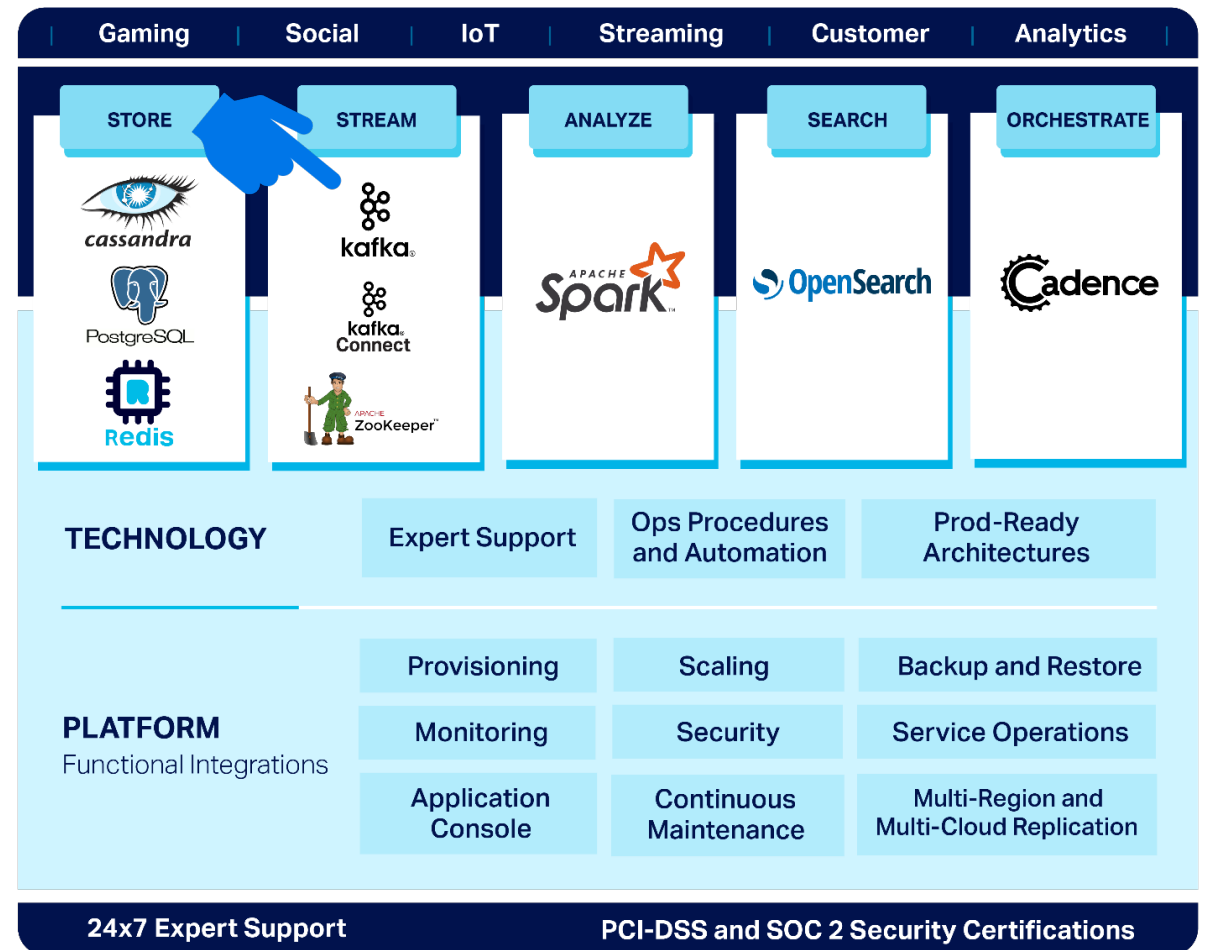 Gaming | Social | IoT | Streaming | Customer | Analytics
STORE
cassandra
PostgreSQL
Redis
STREAM
kafka®
kafka®
Connect
APACHE
ZooKeeper™
ANALYZE
APACHE
Spark™
SEARCH
OpenSearch
ORCHESTRATE
Cadence
TECHNOLOGY
Expert Support
Ops Procedures
and Automation
Prod-Ready
Architectures
PLATFORM
Functional Integrations
Provisioning
Scaling
Backup and Restore
Monitoring
Security
Service Operations
Application
Console
Continuous
Maintenance
Multi-Region and
Multi-Cloud Replication
24x7 Expert Support
PCI-DSS and SOC 2 Security Certifications